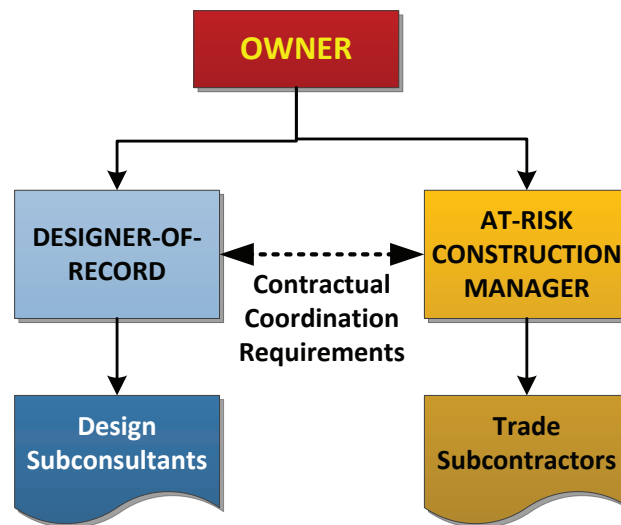 OWNER
DESIGNER-OF-
RECORD
AT-RISK
CONSTRUCTION
MANAGER
Contractual
Coordination
Requirements
Design
Subconsultants
Trade
Subcontractors